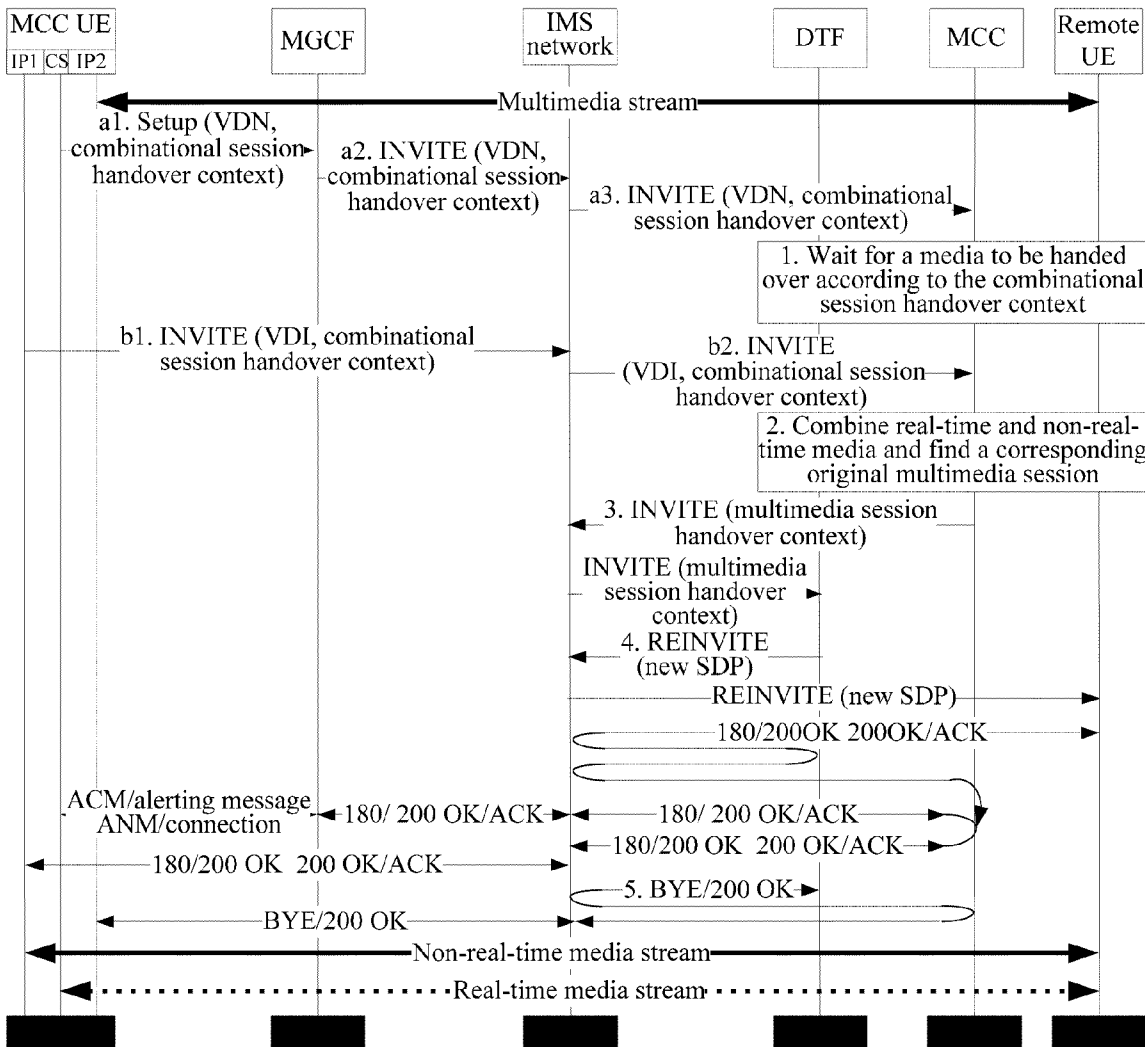 MCC UE
IP1 CS IP2
MGCF
IMS
network
DTF
MCC
Remote
UE
Multimedia stream
a1. Setup (VDN,
combinational session
handover context)
a2. INVITE (VDN,
combinational session
handover context)
a3. INVITE (VDN, combinational
session handover context)
1. Wait for a media to be handed
over according to the combinational
session handover context
b1. INVITE (VDI, combinational
session handover context)
b2. INVITE
(VDI, combinational session
handover context)
2. Combine real-time and non-real-
time media and find a corresponding
original multimedia session
3. INVITE (multimedia session
handover context)
INVITE (multimedia
session handover
context)
4. REINVITE
(new SDP)
REINVITE (new SDP)
180/200OK 200OK/ACK
ACM/alerting message
ANM/connection
180/ 200 OK/ACK
180/ 200 OK/ACK
180/200 OK 200 OK/ACK
180/200 OK 200 OK/ACK
5. BYE/200 OK
BYE/200 OK
Non-real-time media stream
Real-time media stream